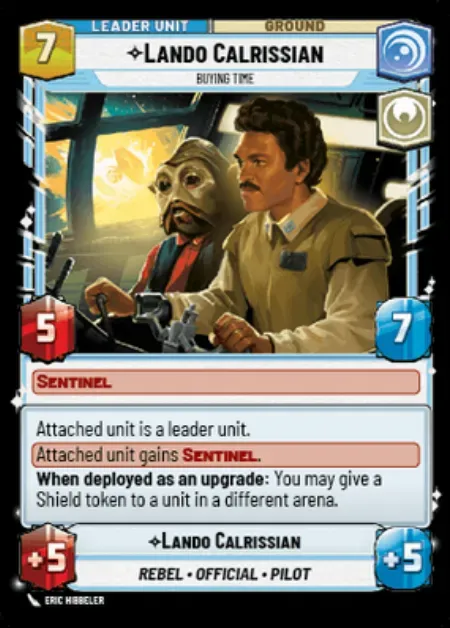 LEADER UNIT
GROUND
7
LANDO CALRISSIAN
BUYING TIME
5
7
SENTINEL
Attached unit is a leader unit.
Attached unit gains SENTINEL.
When deployed as an upgrade: You may give a
Shield token to a unit in a different arena.
LANDO CALRISSIAN
+5
+5
REBEL • OFFICIAL • PILOT
ERIC HIBBELER